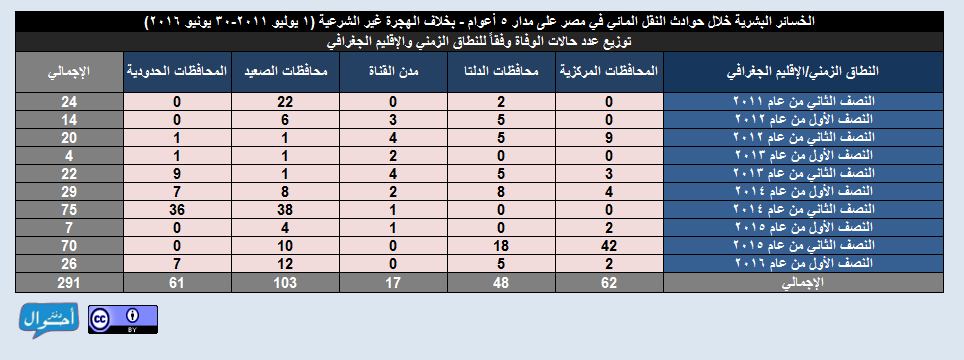 الخسائر البشرية خلال حوادث النقل المائي في مصر على مدار ٥ أعوام - بخلاف الهجرة غير الشرعية (١ يوليو ٢٠١١-٣٠ يونيو ٢٠١٦)
توزيع عدد حالات الوفاة وفقاً للنطاق الزمني والإقليم الجغرافي
النطاق الزمني/الإقليم الجغرافي المحافظات المركزية محافظات الدلتا مدن القناة محافظات الصعيد المحافظات الحدودية الإجمالي
النصف الثاني من عام ٢٠١١ 0 2 0 22 0 24
النصف الأول من عام ٢٠١٢ 0 5 3 6 0 14
النصف الثاني من عام ٢٠١٢ 9 5 4 1 1 20
النصف الأول من عام ٢٠١٣ 0 0 2 1 1 4
النصف الثاني من عام ٢٠١٣ 3 5 4 1 9 22
النصف الأول من عام ٢٠١٤ 4 8 2 8 7 29
النصف الثاني من عام ٢٠١٤ 0 0 1 38 36 75
النصف الأول من عام ٢٠١٥ 2 0 1 4 0 7
النصف الثاني من عام ٢٠١٥ 42 18 0 10 0 70
النصف الأول من عام ٢٠١٦ 2 5 0 12 7 26
الإجمالي 62 48 17 103 61 291
دفتر أحوال
cc BY